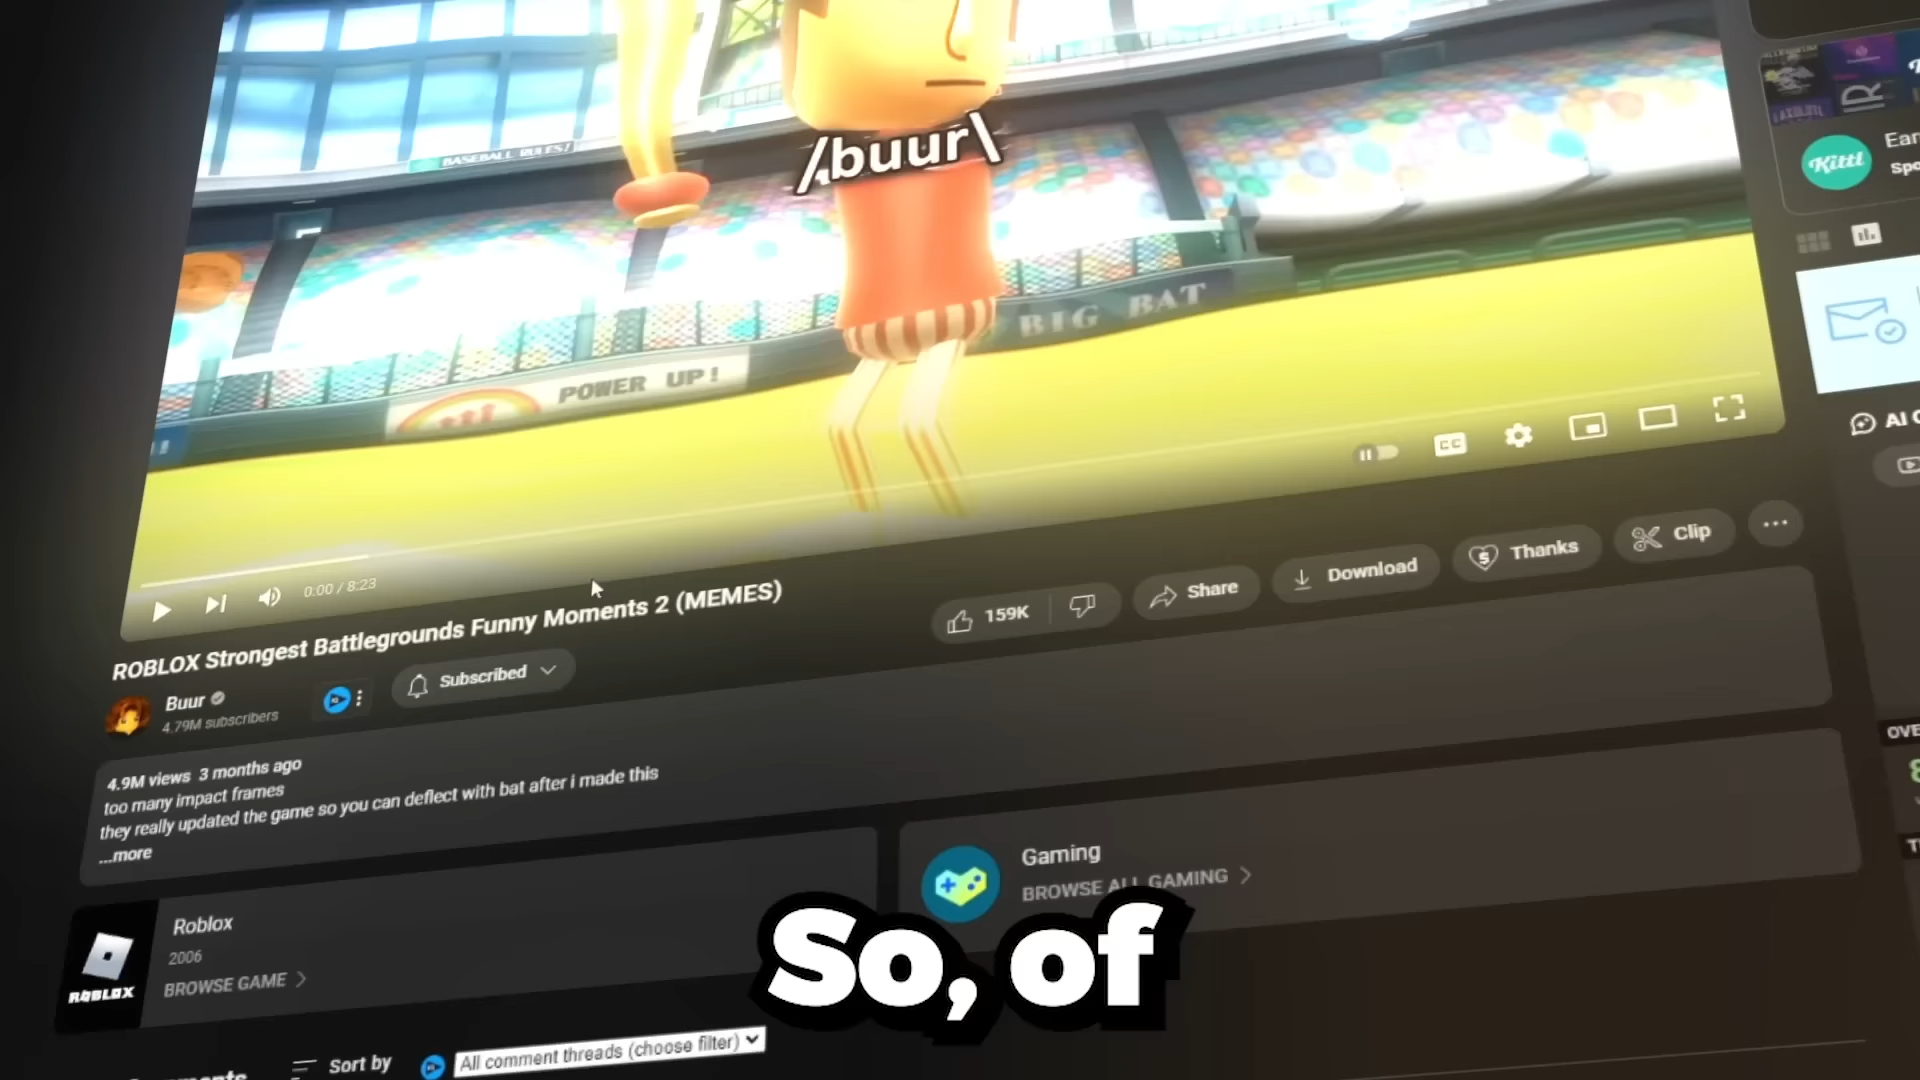 BASEBALL RULES!
/buur\
Kittl
BIG BAT
POWER UP!
CC
0:00 / 8:23
ROBLOX Strongest Battlegrounds Funny Moments 2 (MEMES)
Buur
4.79M subscribers
Subscribed
159K
Share
Download
Thanks
Clip
4.9M views 3 months ago
too many impact frames
they really updated the game so you can deflect with bat after i made this
...more
Roblox
2006
BROWSE GAME
ROBLOX
Gaming
BROWSE ALL GAMING
So, of
Sort by
All comment threads (choose filter)